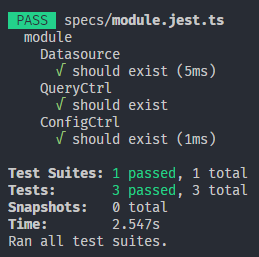 PASS specs/module.jest.ts
module
Datasource
√ should exist (5ms)
QueryCtrl
√ should exist
ConfigCtrl
√ should exist (1ms)
Test Suites: 1 passed, 1 total
Tests: 3 passed, 3 total
Snapshots: 0 total
Time: 2.547s
Ran all test suites.